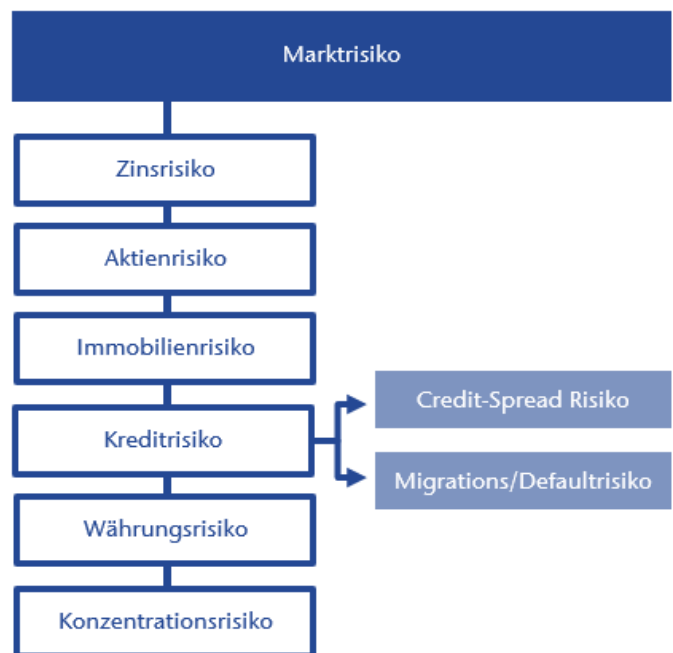 Marktrisiko
Zinsrisiko
Aktienrisiko
Immobilienrisiko
Kreditrisiko
Credit-Spread Risiko
Migrations/Defaultrisiko
Währungsrisiko
Konzentrationsrisiko